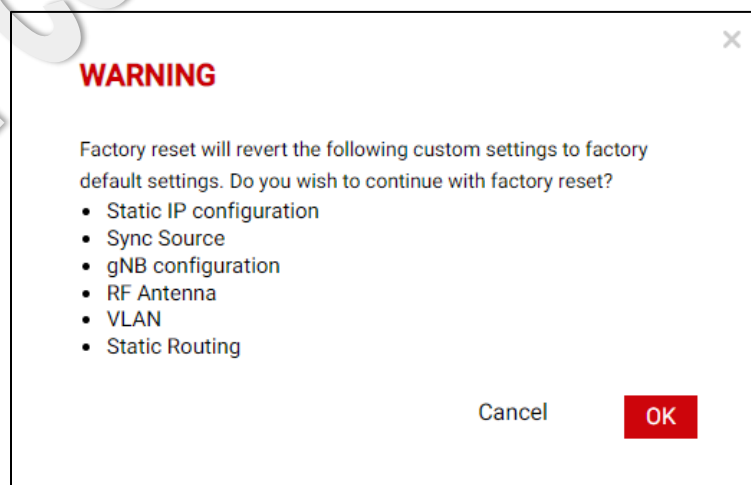 WARNING
Factory reset will revert the following custom settings to factory
default settings. Do you wish to continue with factory reset?
• Static IP configuration
• Sync Source
• gNB configuration
• RF Antenna
• VLAN
• Static Routing
Cancel
OK